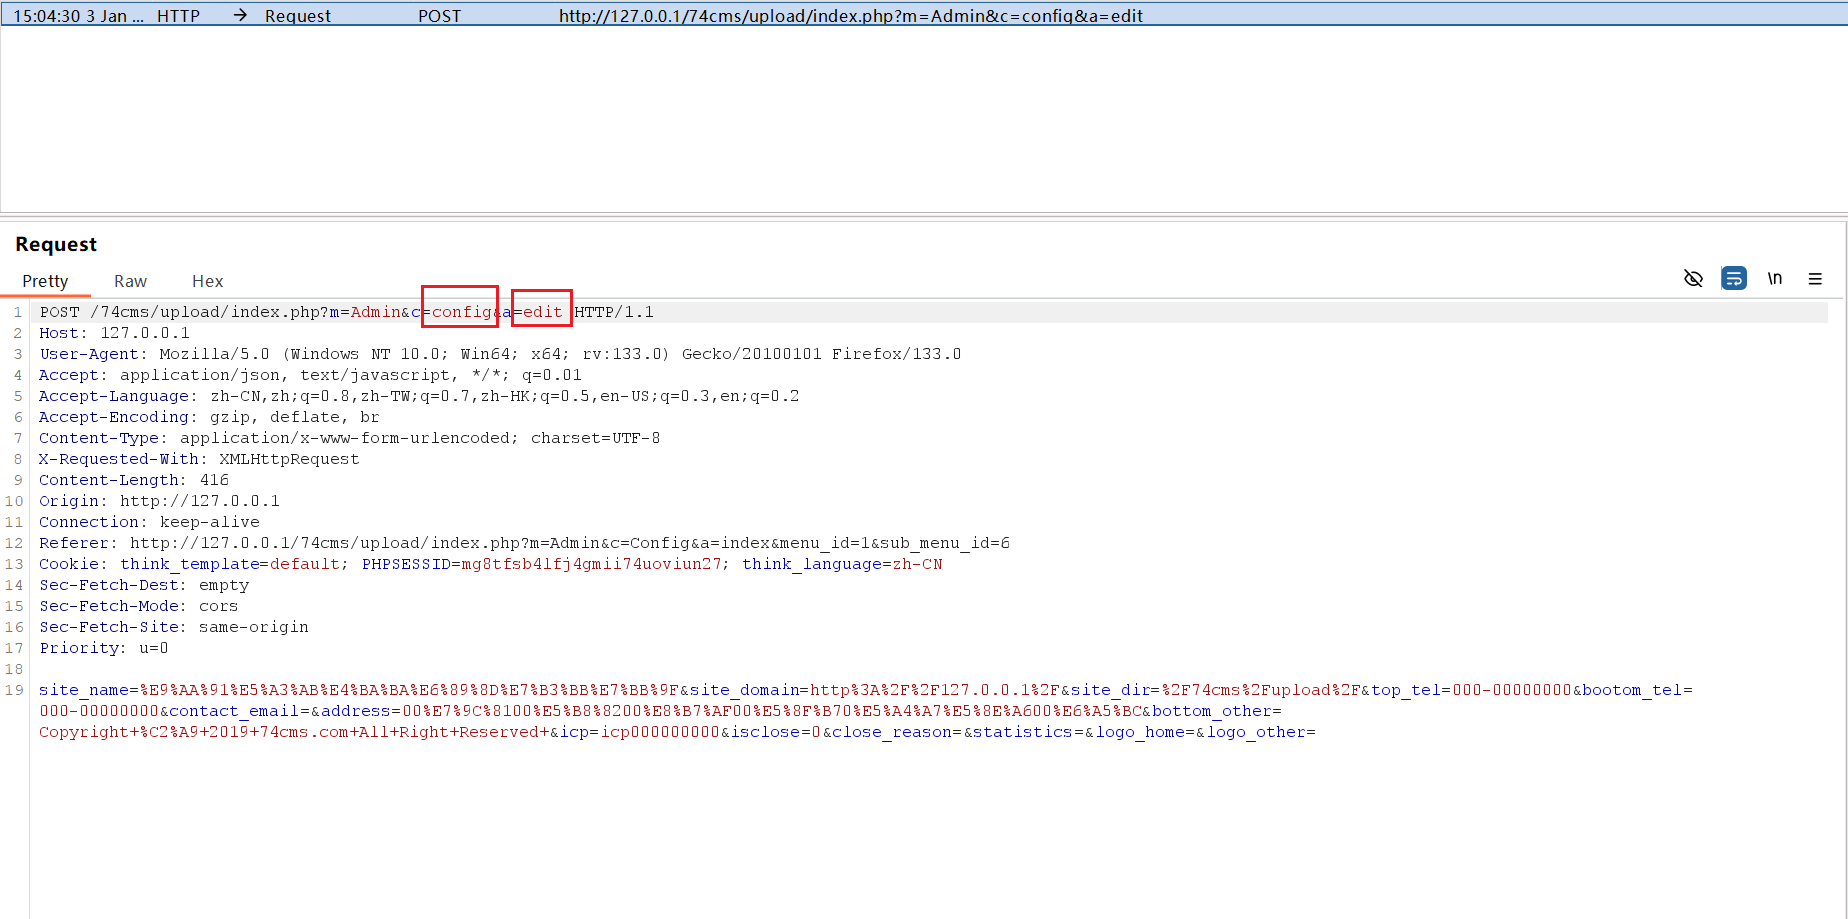 15:04:30 3 Jan ... HTTP → Request POST http://127.0.0.1/74cms/upload/index.php?m=Admin&c=config&a=edit
Request
Pretty Raw Hex \n
1 POST /74cms/upload/index.php?m=Admin&c=config&a=edit HTTP/1.1
2 Host: 127.0.0.1
3 User-Agent: Mozilla/5.0 (Windows NT 10.0; Win64; x64; rv:133.0) Gecko/20100101 Firefox/133.0
4 Accept: application/json, text/javascript, */*; q=0.01
5 Accept-Language: zh-CN,zh;q=0.8,zh-TW;q=0.7,zh-HK;q=0.5,en-US;q=0.3,en;q=0.2
6 Accept-Encoding: gzip, deflate, br
7 Content-Type: application/x-www-form-urlencoded; charset=UTF-8
8 X-Requested-With: XMLHttpRequest
9 Content-Length: 416
10 Origin: http://127.0.0.1
11 Connection: keep-alive
12 Referer: http://127.0.0.1/74cms/upload/index.php?m=Admin&c=Config&a=index&menu_id=1&sub_menu_id=6
13 Cookie: think_template=default; PHPSESSID=mg8tfsb4lfj4gmii74uoviun27; think_language=zh-CN
14 Sec-Fetch-Dest: empty
15 Sec-Fetch-Mode: cors
16 Sec-Fetch-Site: same-origin
17 Priority: u=0
18
19 site_name=%E9%AA%91%E5%A3%AB%E4%BA%BA%E6%89%8D%E7%B3%BB%E7%BB%9F&site_domain=http%3A%2F%2F127.0.0.1%2F&site_dir=%2F74cms%2Fupload%2F&top_tel=000-00000000&bootom_tel=
000-00000000&contact_email=&address=00%E7%9C%8100%E5%B8%8200%E8%B7%AF00%E5%8F%B70%E5%A4%A7%E5%8E%A600%E6%A5%BC&bottom_other=
Copyright+%C2%A9+2019+74cms.com+All+Right+Reserved+&icp=icp000000000&isclose=0&close_reason=&statistics=&logo_home=&logo_other=